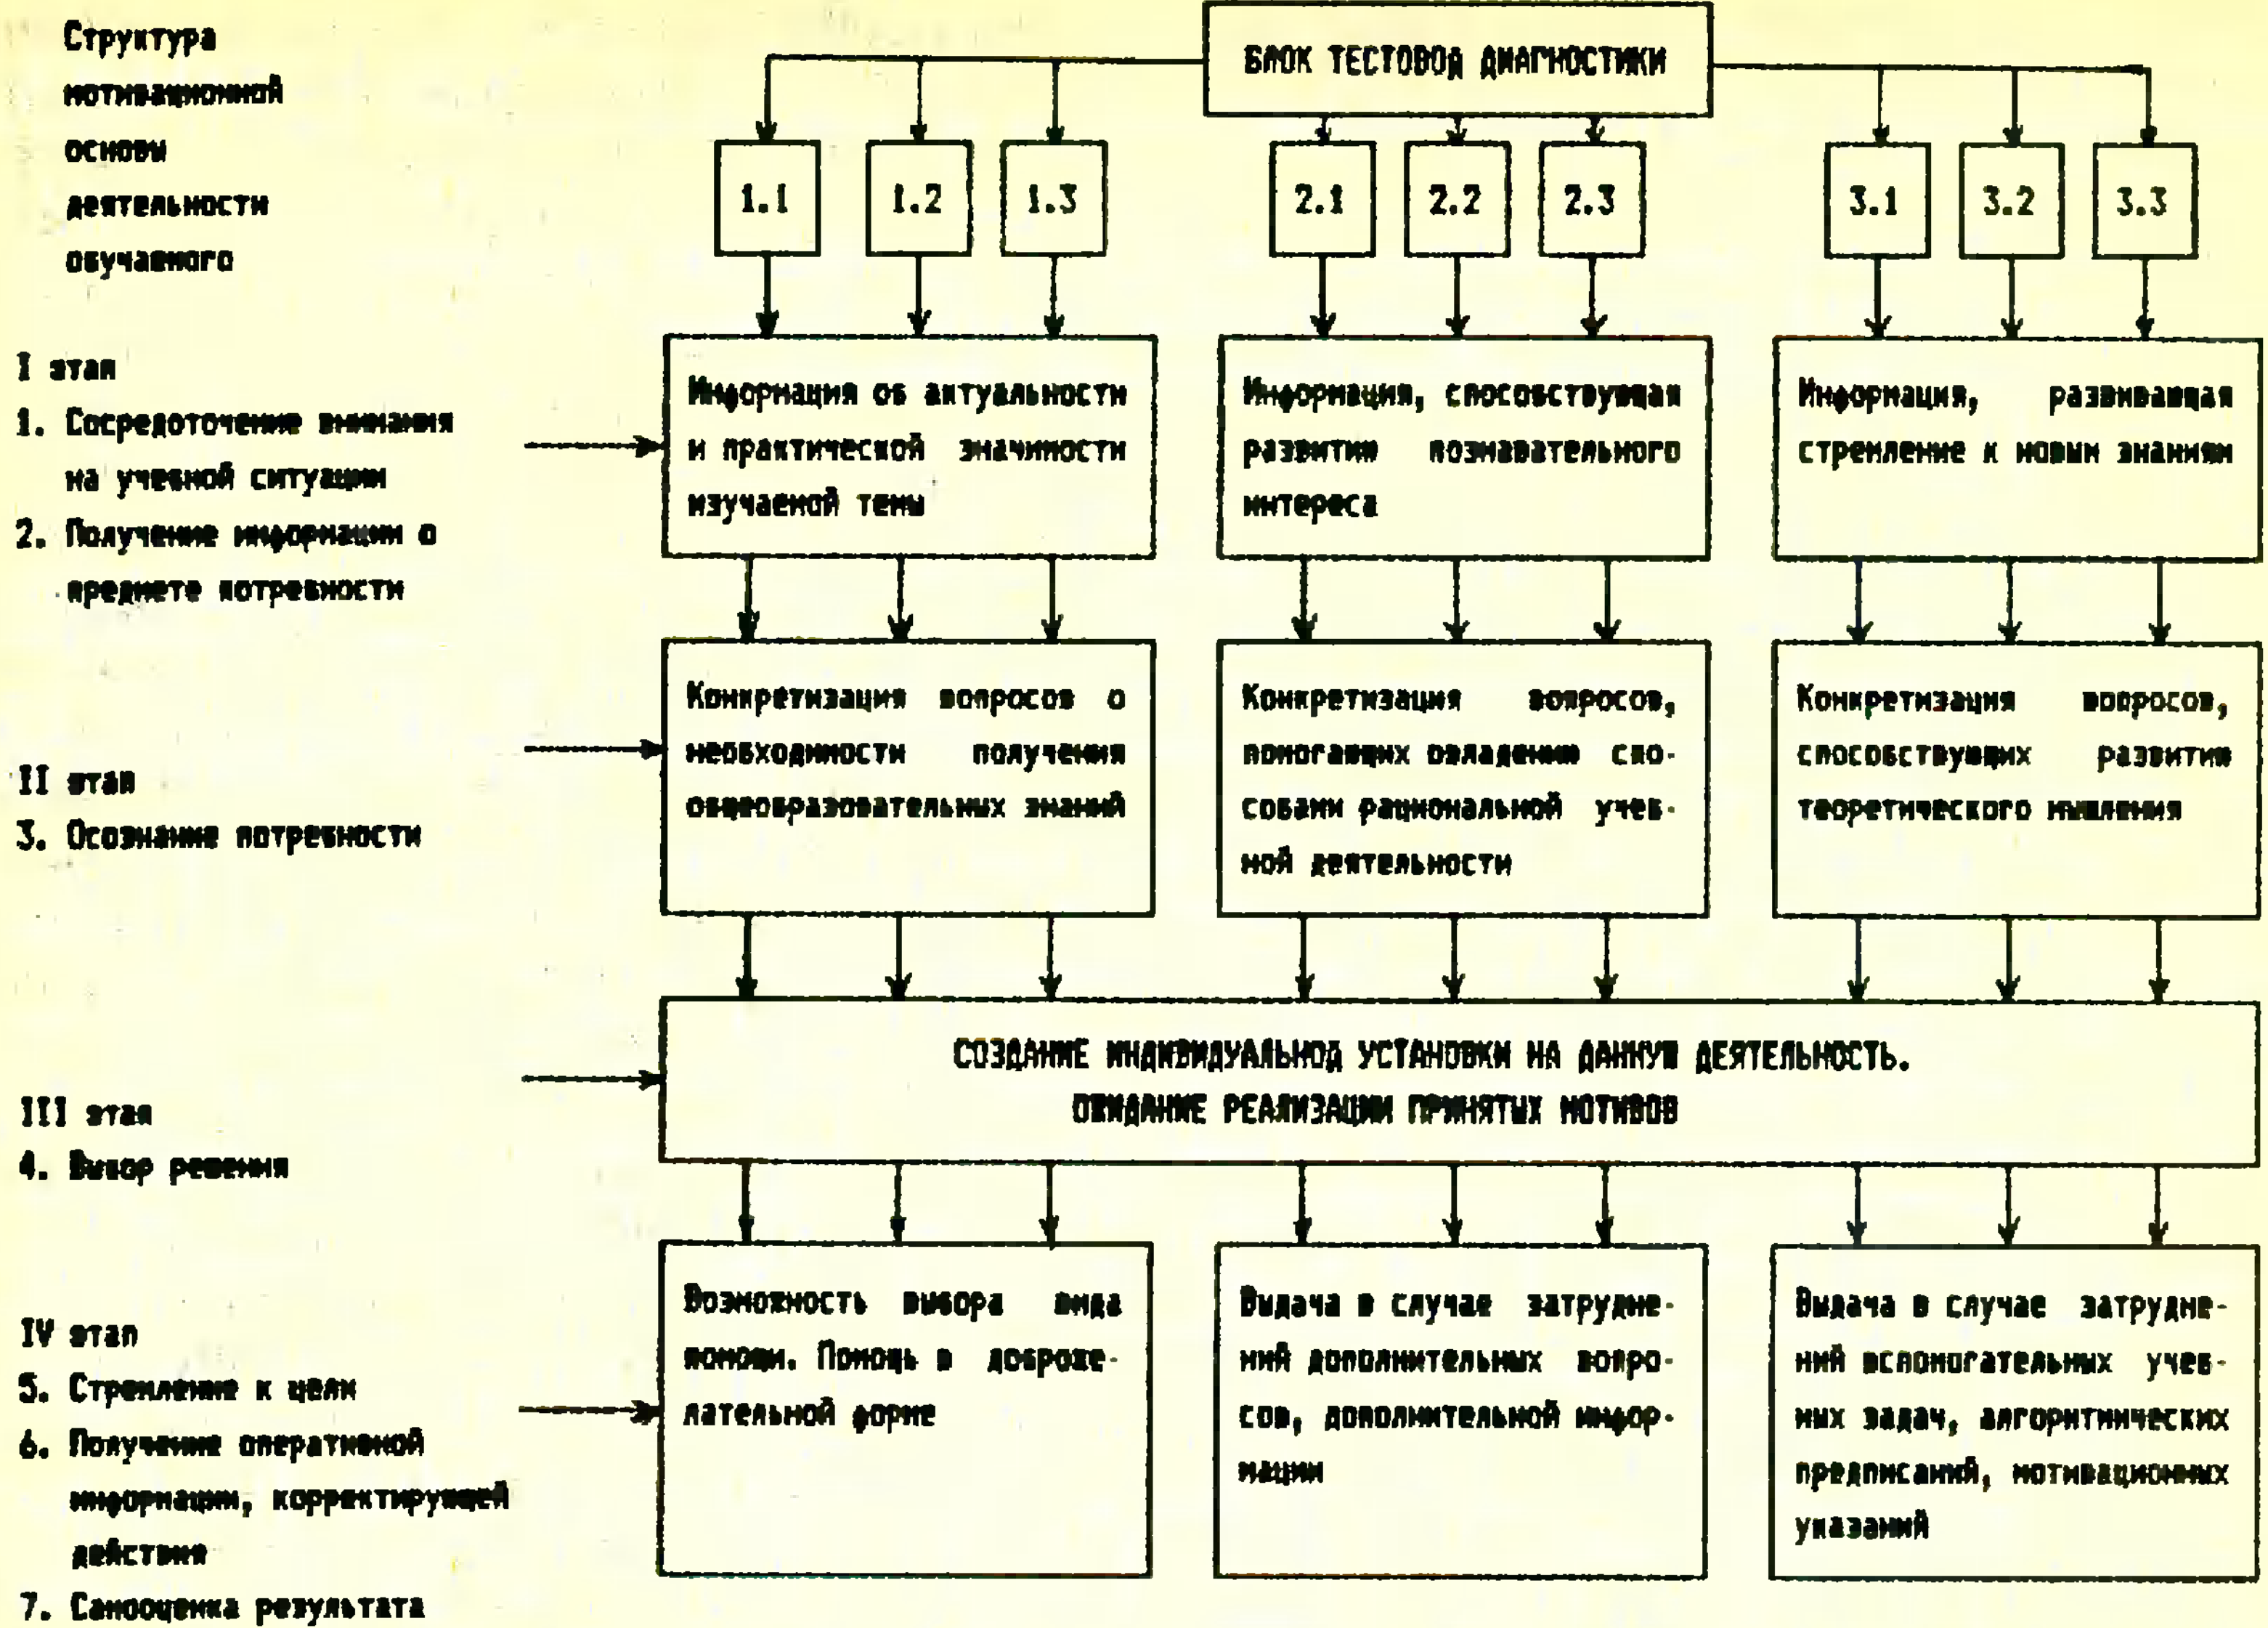 Структура
мотивационной
основы
деятельности
обучаемого
БЛОК ТЕСТОВОЙ ДИАГНОСТИКИ
1.1
1.2
1.3
2.1
2.2
2.3
3.1
3.2
3.3
I этап
1. Сосредоточение внимания
на учебной ситуации
2. Получение информации о
предмете потребности
Информация об актуальности
и практической значимости
изучаемой темы
Информация, способствующая
развитию познавательного
интереса
Информация, развивающая
стремление к новым знаниям
II этап
3. Осознание потребности
Конкретизация вопросов о
необходимости получения
общеобразовательных знаний
Конкретизация вопросов,
помогающих овладению спо-
собами рациональной учеб-
ной деятельности
Конкретизация вопросов,
способствующих развитию
теоретического мышления
III этап
4. Выбор решения
СОЗДАНИЕ ИНДИВИДУАЛЬНОЙ УСТАНОВКИ НА ДАННУЮ ДЕЯТЕЛЬНОСТЬ.
ОЖИДАНИЕ РЕАЛИЗАЦИИ ПРИНЯТЫХ МОТИВОВ
IV этап
5. Стремление к цели
6. Получение оперативной
информации, корректирующей
действия
7. Самооценка результата
Возможность выбора вида
помощи. Помощь в доброже-
лательной форме
Выдача в случае затрудне-
ний дополнительных вопро-
сов, дополнительной инфор-
мации
Выдача в случае затрудне-
ний вспомогательных учеб-
ных задач, алгоритмических
предписаний, мотивационных
указаний